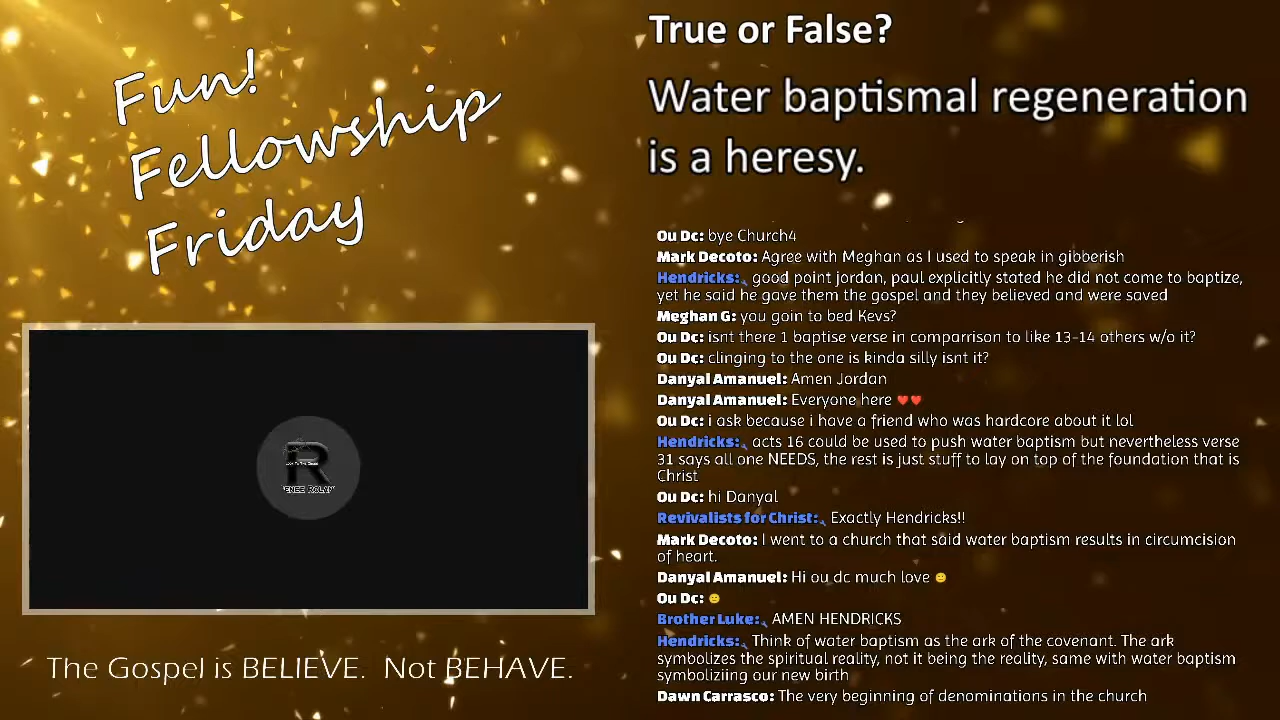 Fun!
Fellowship
Friday
True or False?
Water baptismal regeneration
is a heresy.
Ou Dc: bye Church4
Mark Decoto: Agree with Meghan as I used to speak in gibberish
Hendricks: good point jordan, paul explicitly stated he did not come to baptize,
yet he said he gave them the gospel and they believed and were saved
Meghan G: you goin to bed Kevs?
Ou Dc: isnt there 1 baptise verse in comparrison to like 13-14 others w/o it?
Ou Dc: clinging to the one is kinda silly isnt it?
Danyal Amanuel: Amen Jordan
Danyal Amanuel: Everyone here ❤️❤️
Ou Dc: i ask because i have a friend who was hardcore about it lol
Hendricks: acts 16 could be used to push water baptism but nevertheless verse
31 says all one NEEDS, the rest is just stuff to lay on top of the foundation that is
Christ
Ou Dc: hi Danyal
Revivalists for Christ: Exactly Hendricks!!
Mark Decoto: I went to a church that said water baptism results in circumcision
of heart.
Danyal Amanuel: Hi ou dc much love 🙂
Ou Dc: 🙂
Brother Luke: AMEN HENDRICKS
Hendricks: Think of water baptism as the ark of the covenant. The ark
symbolizes the spiritual reality, not it being the reality, same with water baptism
symboliziing our new birth
Dawn Carrasco: The very beginning of denominations in the church
R
The Gospel is BELIEVE. Not BEHAVE.